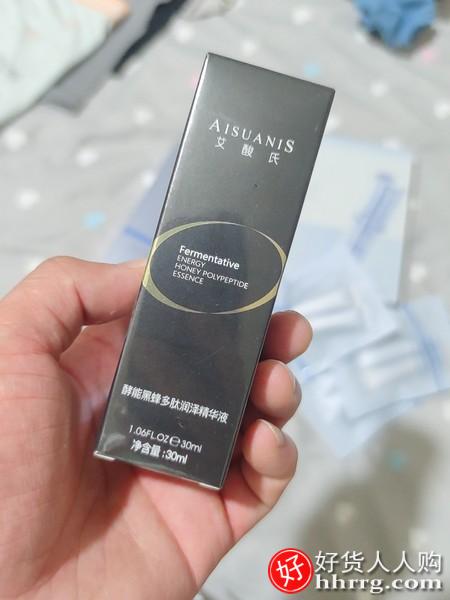 AISUANIS
艾酸氏
Fermentative
ENERGY
HONEY POLYPEPTIDE
ESSENCE
酵能黑蜂多肽润泽精华液
1.06FL.OZ℮30ml
净含量:30ml
好 好货人人购
hhrrg.com